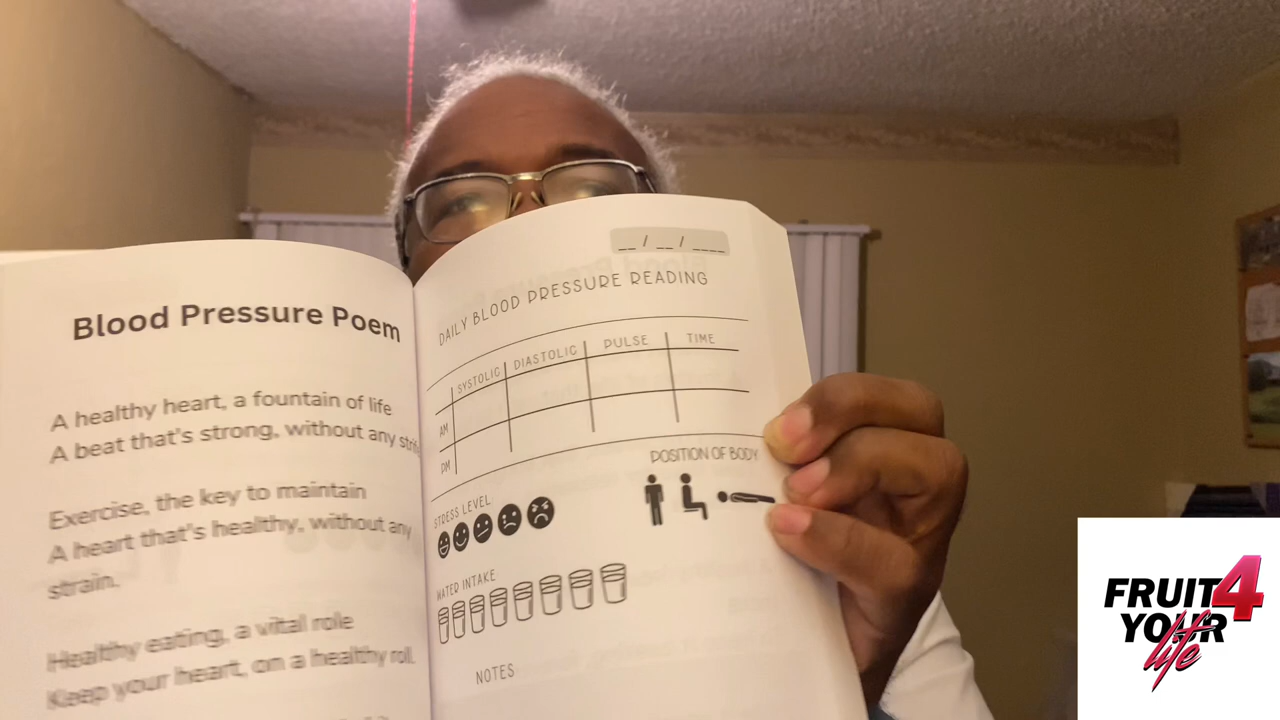 Blood Pressure Poem
A healthy heart, a fountain of life
A beat that's strong, without any
Exercise, the key to maintain
A heart that's healthy, without any
strain.
Healthy eating, a vital role
Keep your heart, on a healthy roll.
__ / __ / ____
DAILY BLOOD PRESSURE READING
SYSTOLIC DIASTOLIC PULSE TIME
AM
PM
STRESS LEVEL
POSITION OF BODY
WATER INTAKE
NOTES
FRUIT 4
YOUR
life